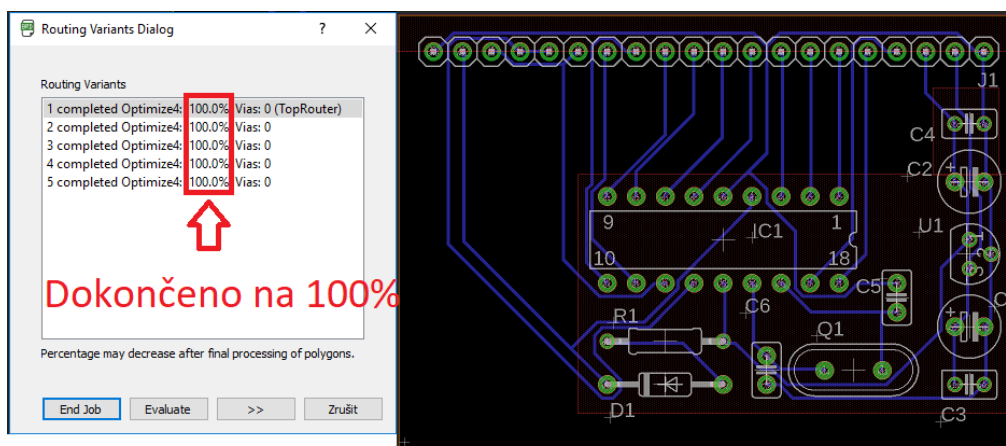 Routing Variants Dialog ? ×
Routing Variants
1 completed Optimize4: 100.0% Vias: 0 (TopRouter)
2 completed Optimize4: 100.0% Vias: 0
3 completed Optimize4: 100.0% Vias: 0
4 completed Optimize4: 100.0% Vias: 0
5 completed Optimize4: 100.0% Vias: 0
Dokončeno na 100%
Percentage may decrease after final processing of polygons.
End Job Evaluate >> Zrušit
J1
C4
C2
+
9 1
IC1
U1
10 18
C5
C6
R1
+
Q1
D1
C3